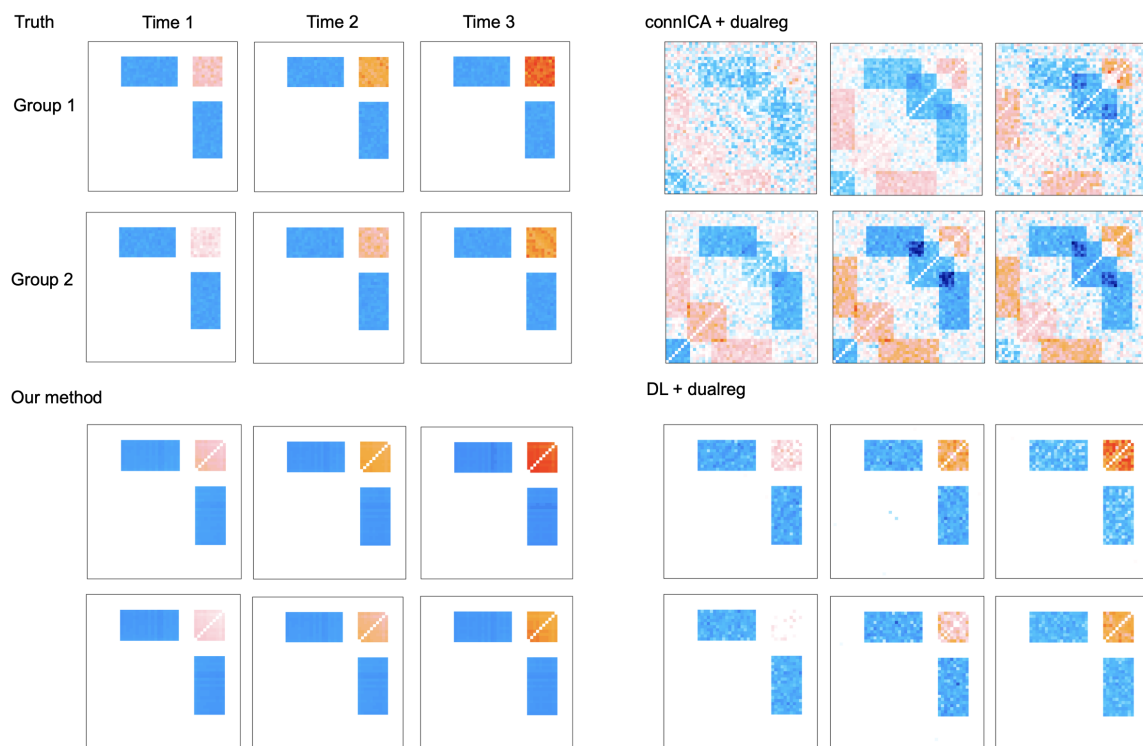 Truth
Time 1
Time 2
Time 3
connICA + dualreg
Group 1
Group 2
Our method
DL + dualreg